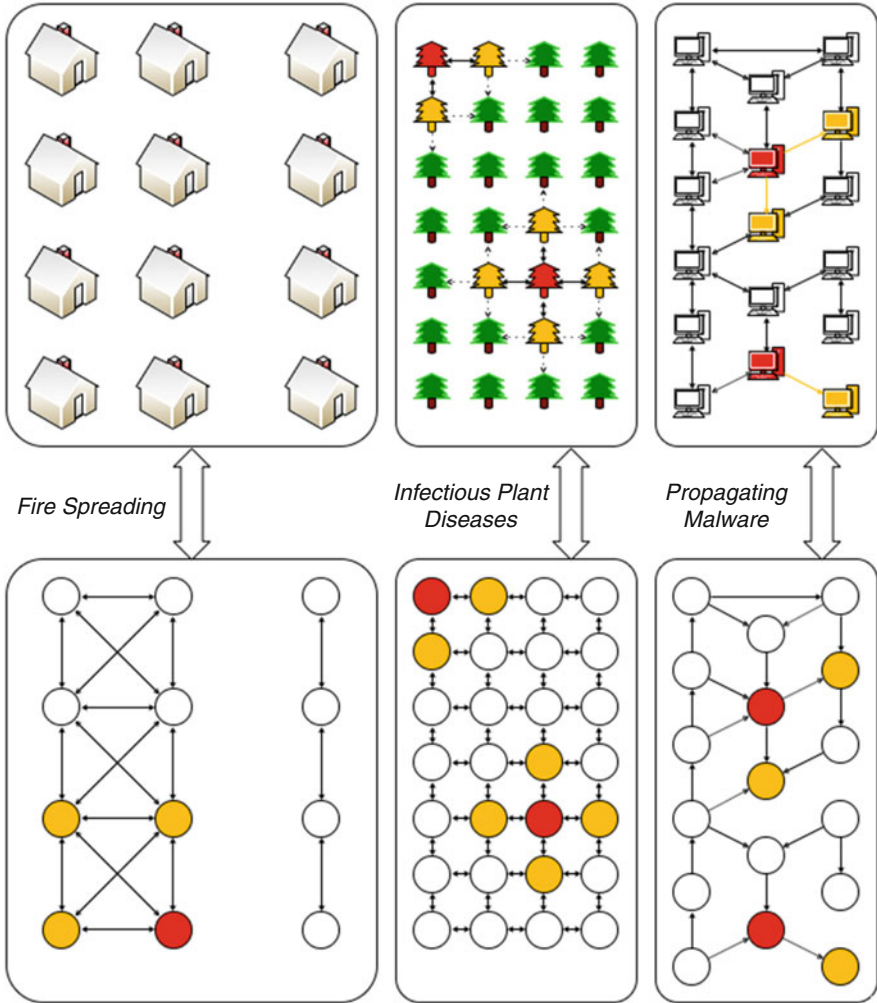 Fire Spreading
Infectious Plant
Diseases
Propagating
Malware